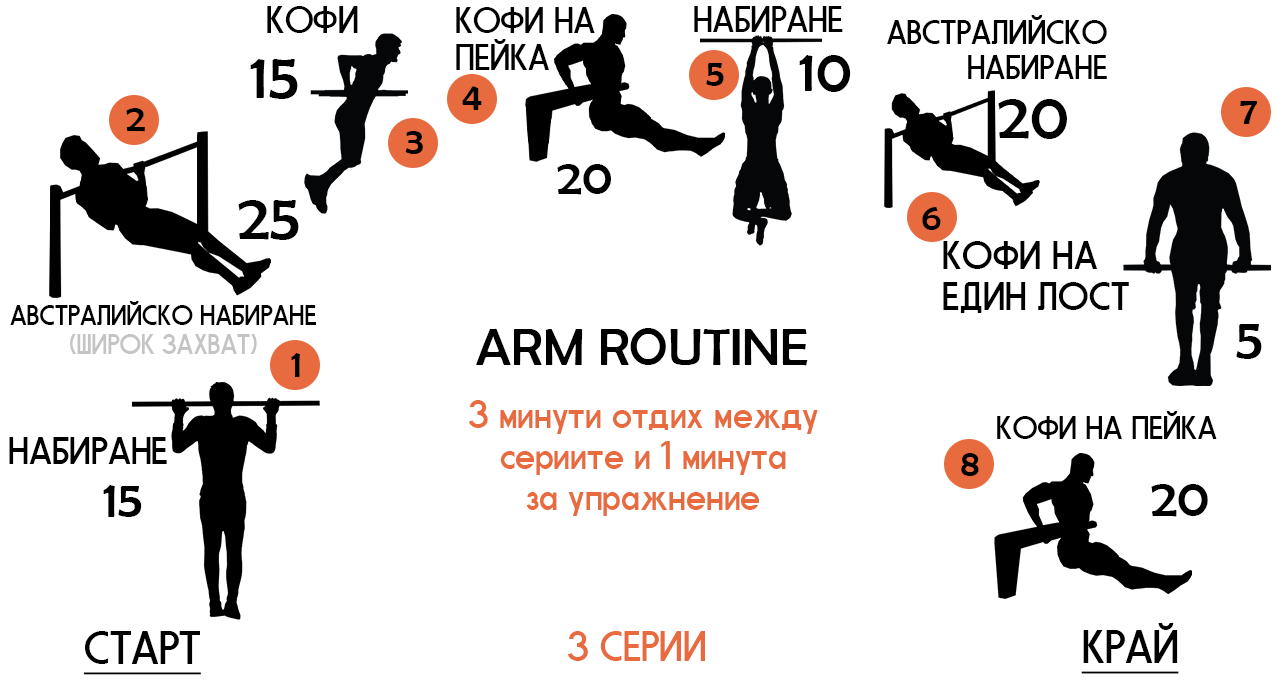 КОФИ
15
3
2
25
АВСТРАЛИЙСКО НАБИРАНЕ
(ШИРОК ЗАХВАТ)
1
НАБИРАНЕ
15
СТАРТ
КОФИ НА
ПЕЙКА
4
20
НАБИРАНЕ
5
10
АВСТРАЛИЙСКО
НАБИРАНЕ
20
6
7
КОФИ НА
ЕДИН ЛОСТ
5
ARM ROUTINE
3 минути отдих между
сериите и 1 минута
за упражнение
3 СЕРИИ
КОФИ НА ПЕЙКА
8
20
КРАЙ